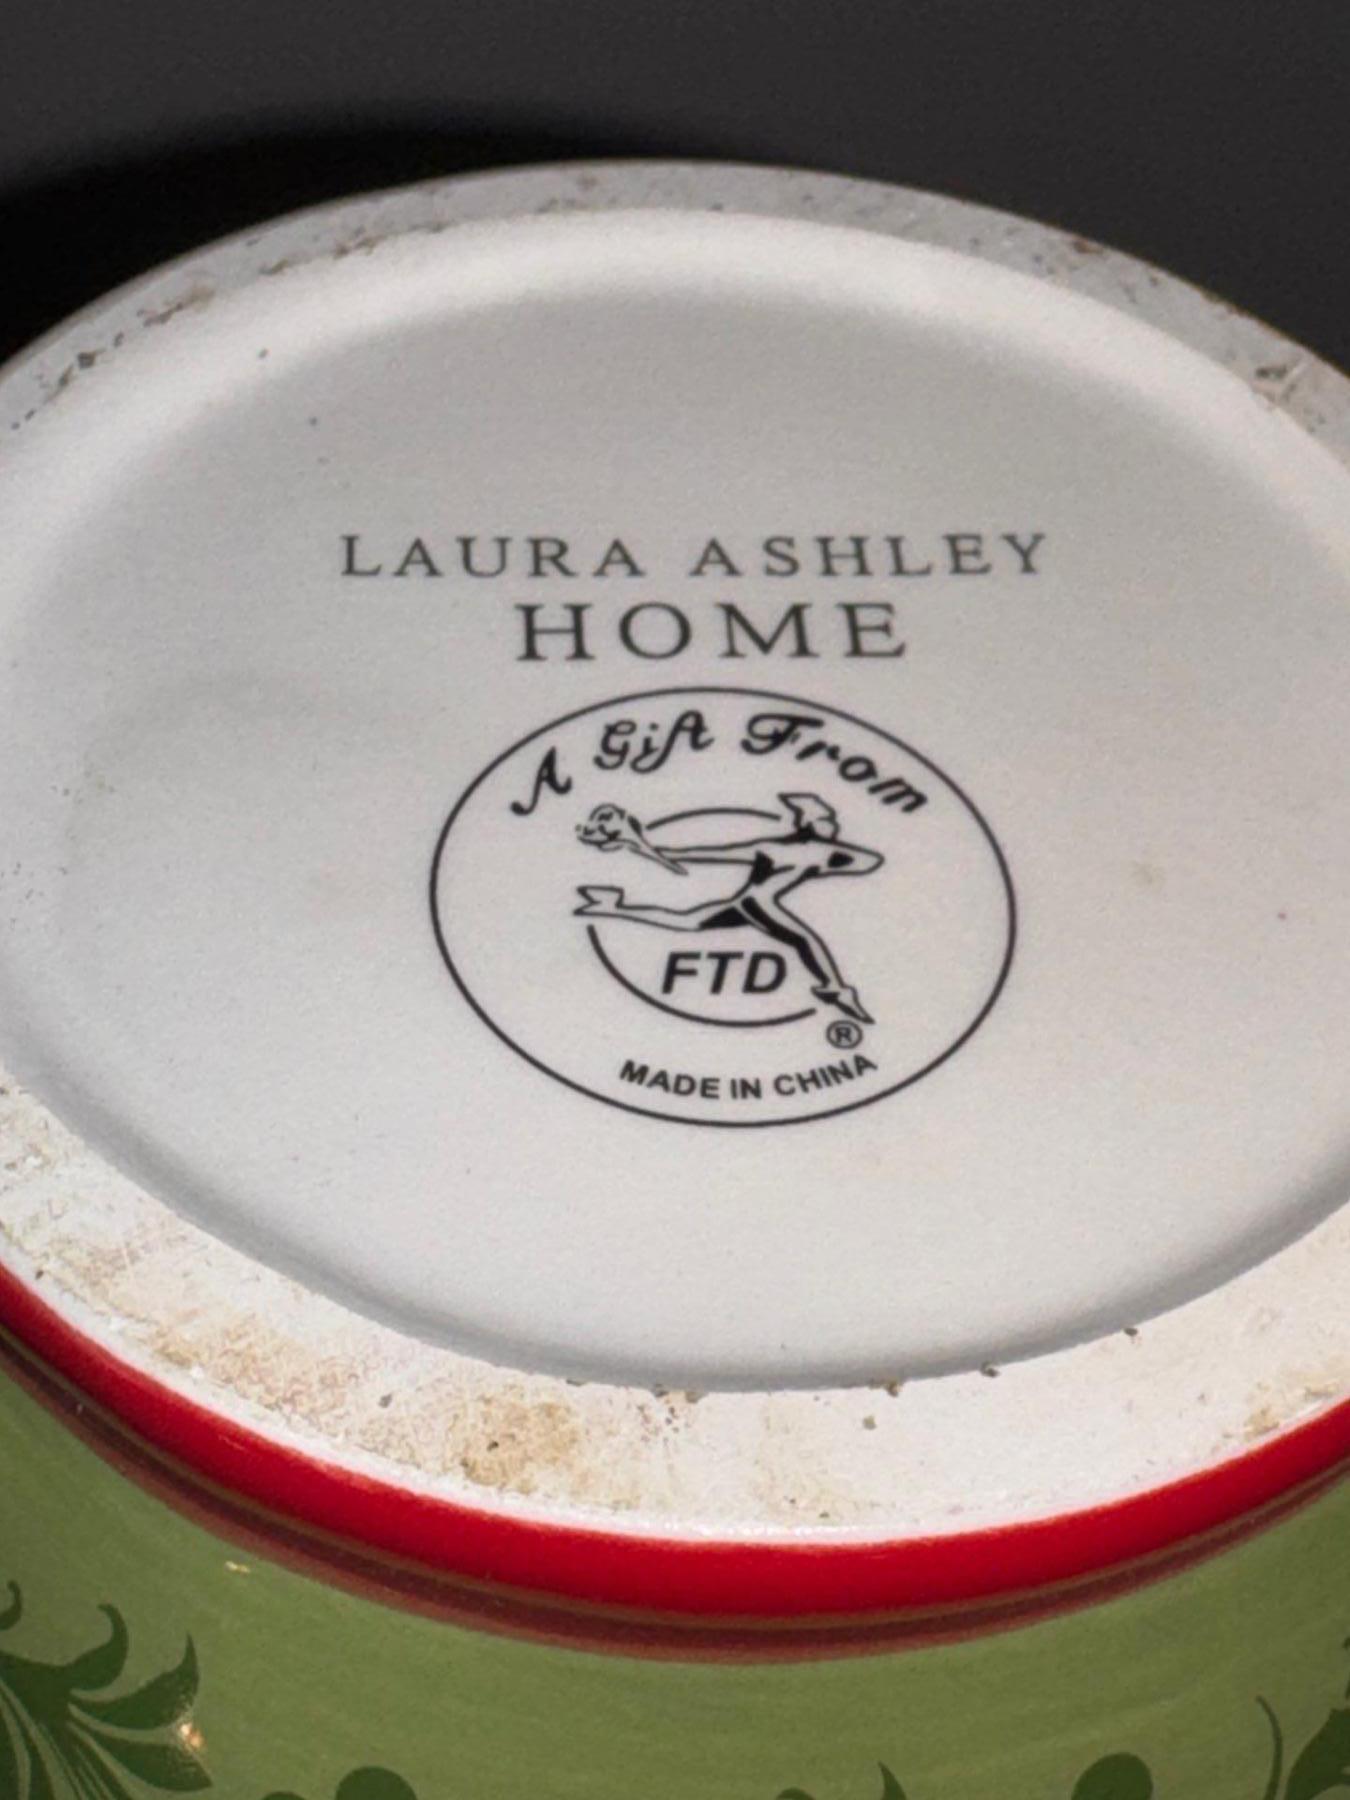 LAURA ASHLEY
HOME
A Gift From
FTD
®
MADE IN CHINA